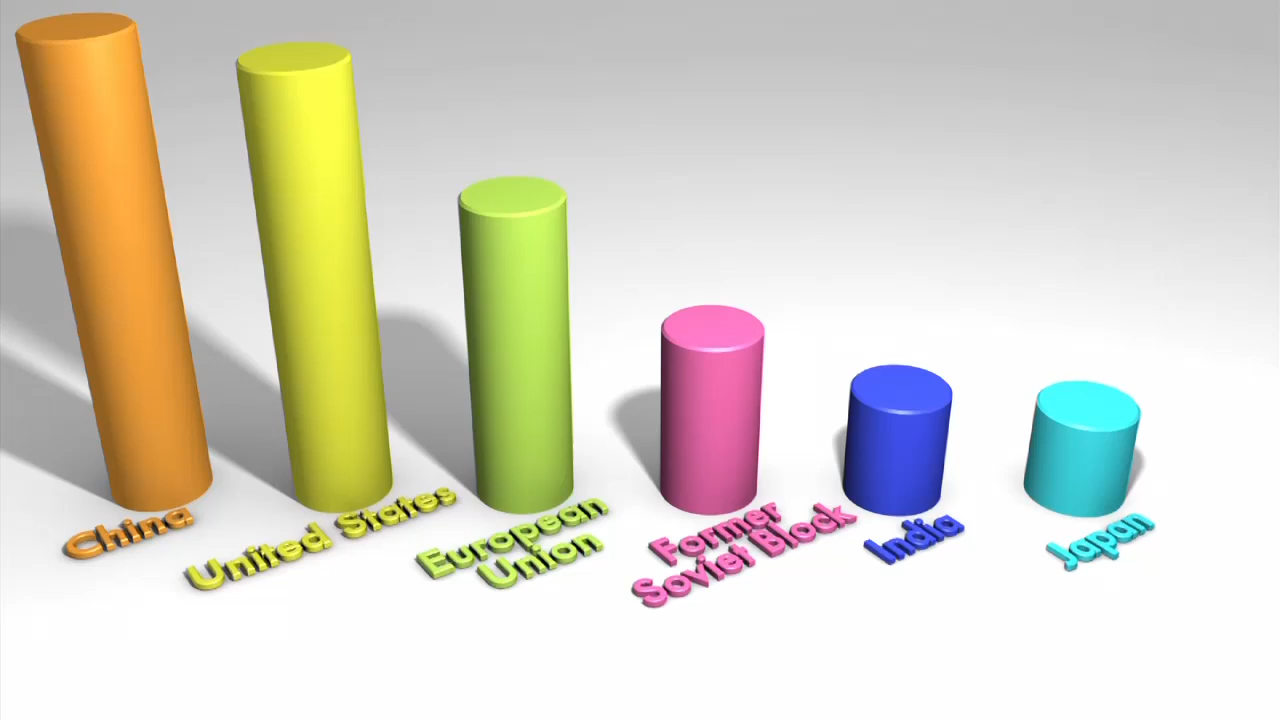 China
United States
European
Union
Former
Soviet Block
India
Japan